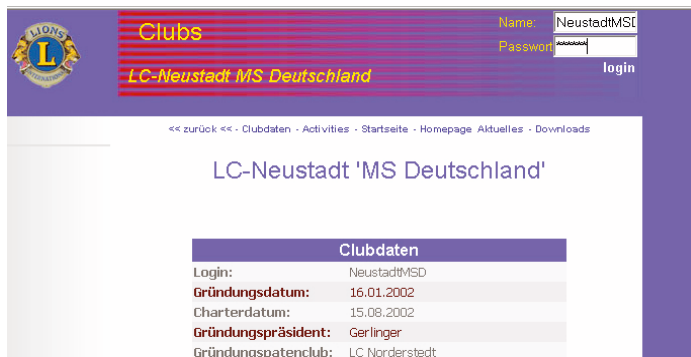 LIONS
L
INTERNATIONAL
Clubs
LC-Neustadt MS Deutschland
Name: NeustadtMSD
Passwort ******
login
<< zurück << - Clubdaten - Activities - Startseite - Homepage Aktuelles - Downloads
LC-Neustadt 'MS Deutschland'
Clubdaten
Login: NeustadtMSD
Gründungsdatum: 16.01.2002
Charterdatum: 15.08.2002
Gründungspräsident: Gerlinger
Gründungspatenclub: LC Norderstedt